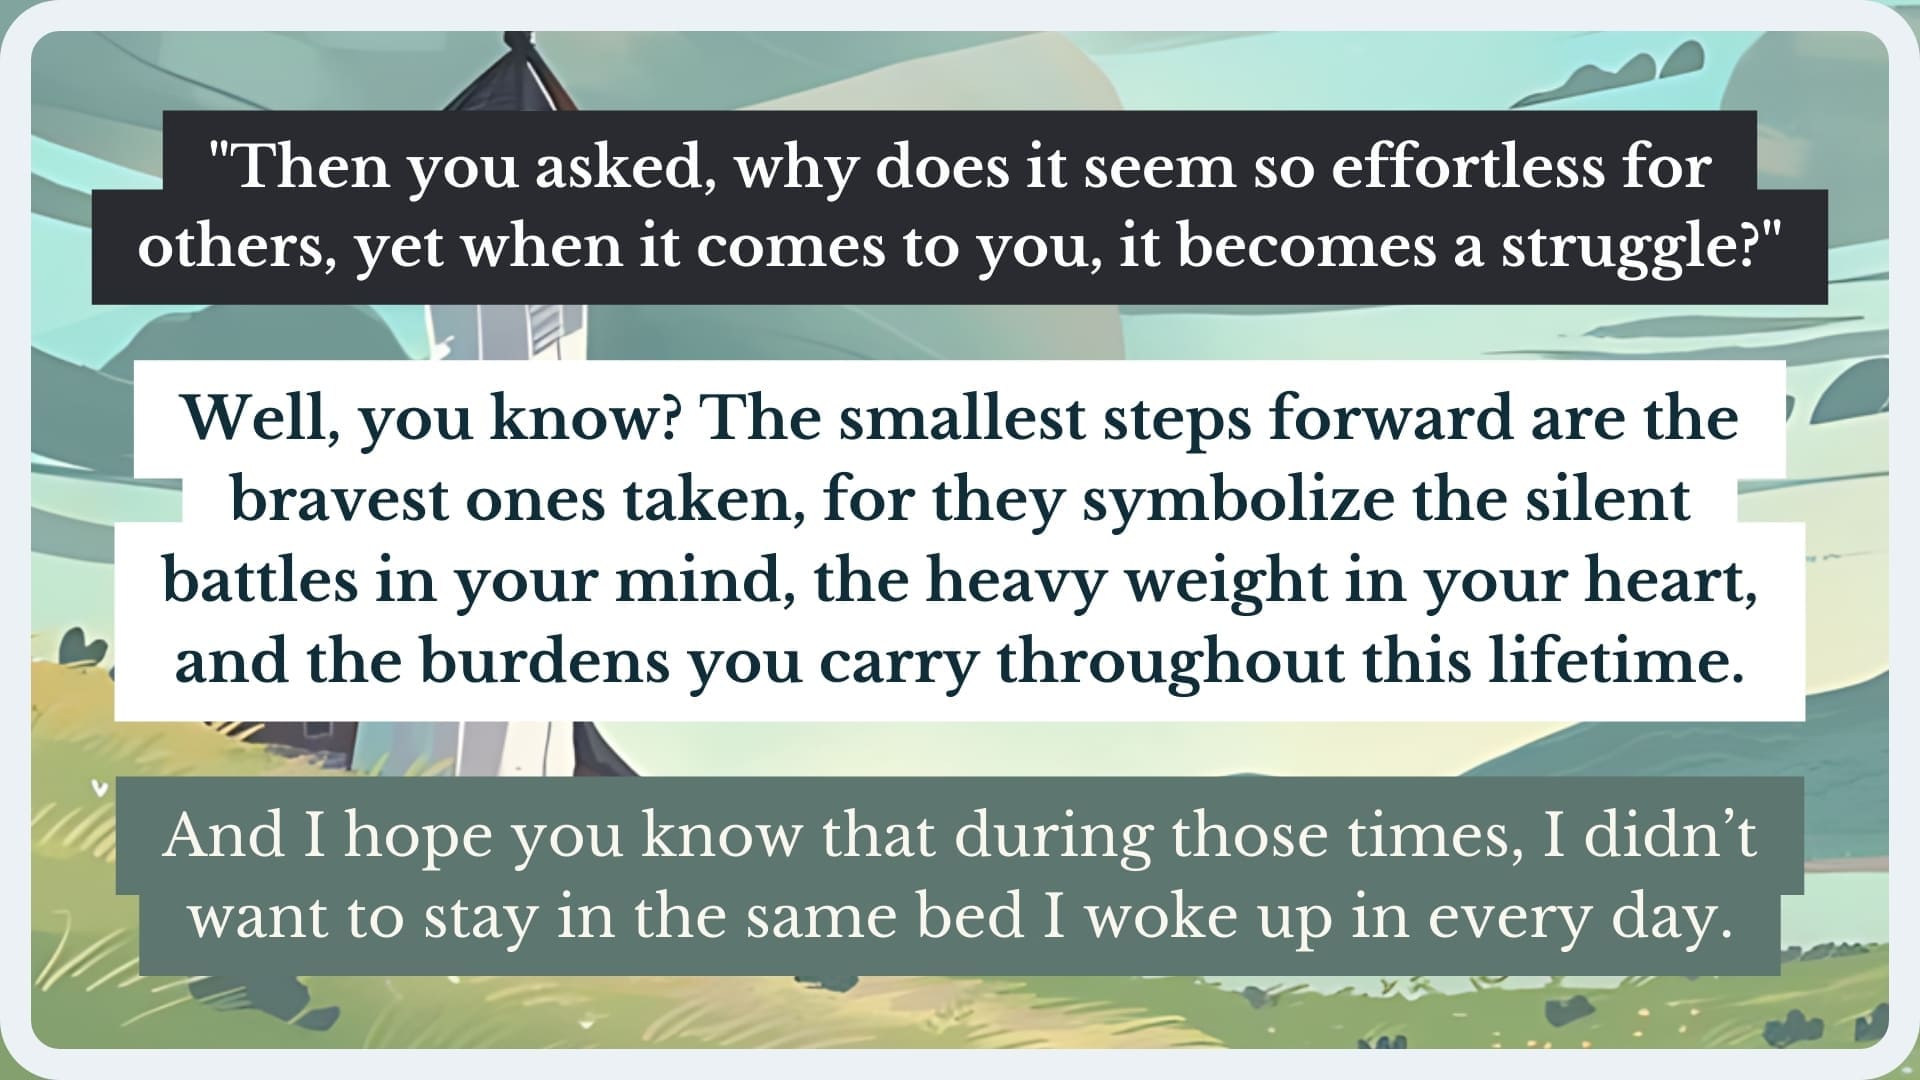 "Then you asked, why does it seem so effortless for
others, yet when it comes to you, it becomes a struggle?"
Well, you know? The smallest steps forward are the
bravest ones taken, for they symbolize the silent
battles in your mind, the heavy weight in your heart,
and the burdens you carry throughout this lifetime.
And I hope you know that during those times, I didn’t
want to stay in the same bed I woke up in every day.